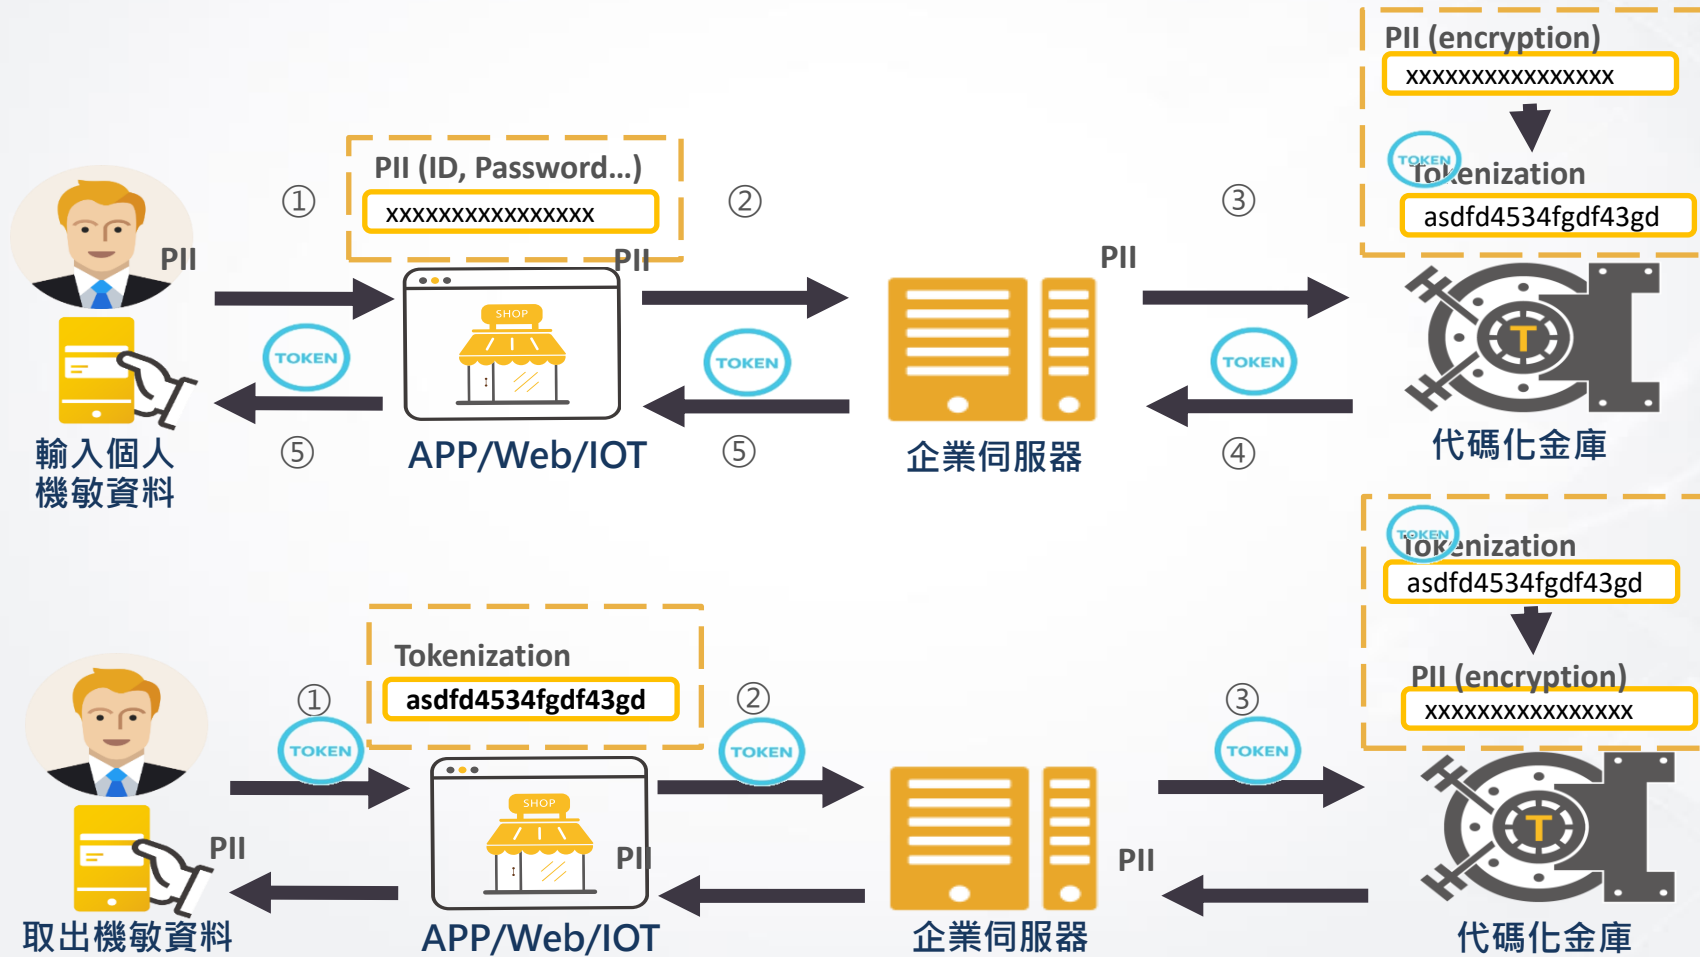 PII (encryption)
xxxxxxxxxxxxxxxx
TOKEN
Tokenization
asdfd4534fgdf43gd
PII (ID, Password...)
xxxxxxxxxxxxxxxx
①
②
③
PII
PII
PII
SHOP
TOKEN
TOKEN
TOKEN
T
⑤
⑤
④
輸入個人
機敏資料
APP/Web/IOT
企業伺服器
代碼化金庫
TOKEN
Tokenization
asdfd4534fgdf43gd
PII (encryption)
xxxxxxxxxxxxxxxx
Tokenization
asdfd4534fgdf43gd
①
②
③
TOKEN
TOKEN
TOKEN
SHOP
T
PII
PII
PII
取出機敏資料
APP/Web/IOT
企業伺服器
代碼化金庫